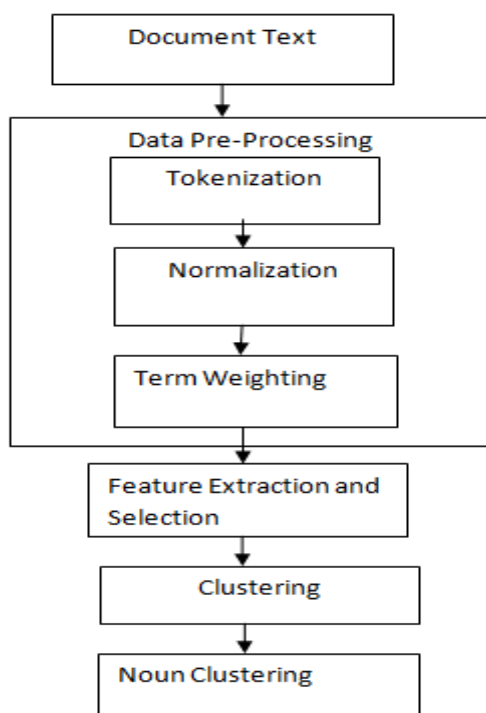 Document Text
Data Pre-Processing
Tokenization
Normalization
Term Weighting
Feature Extraction and
Selection
Clustering
Noun Clustering